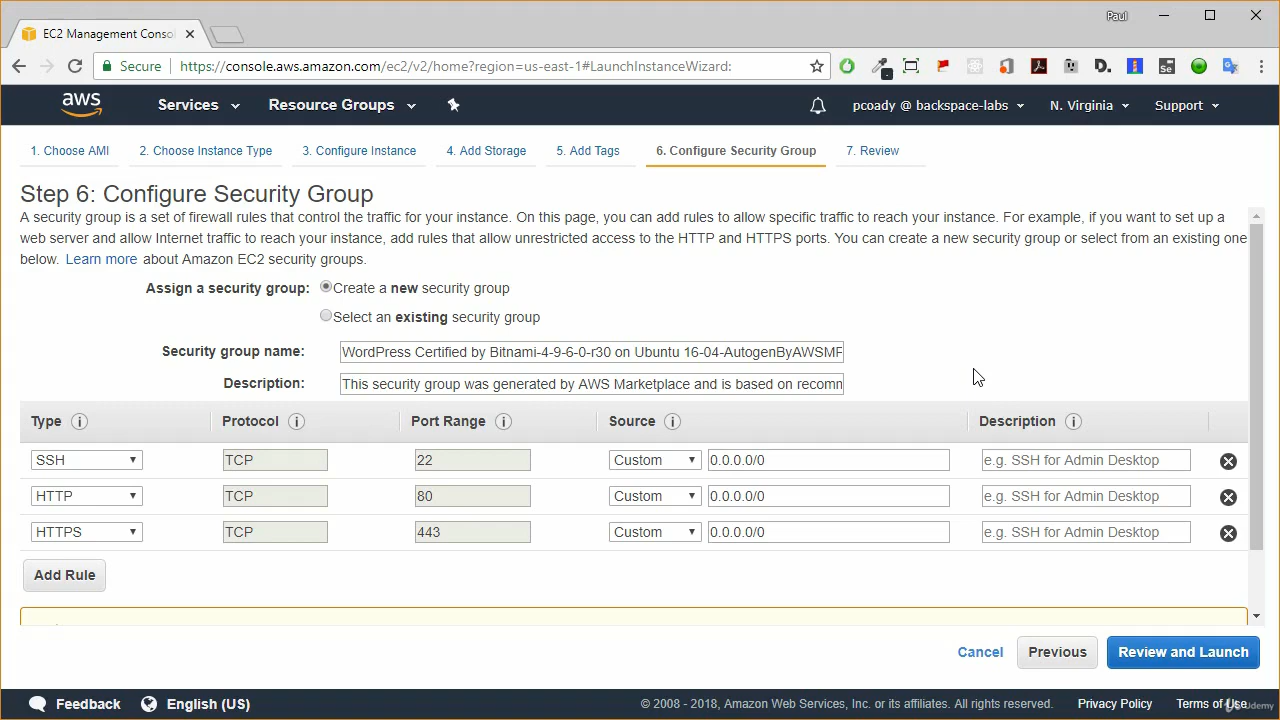 Paul
EC2 Management Consol
Secure https://console.aws.amazon.com/ec2/v2/home?region=us-east-1#LaunchInstanceWizard:
aws Services Resource Groups pcoady @ backspace-labs N. Virginia Support
1. Choose AMI 2. Choose Instance Type 3. Configure Instance 4. Add Storage 5. Add Tags 6. Configure Security Group 7. Review
Step 6: Configure Security Group
A security group is a set of firewall rules that control the traffic for your instance. On this page, you can add rules to allow specific traffic to reach your instance. For example, if you want to set up a
web server and allow Internet traffic to reach your instance, add rules that allow unrestricted access to the HTTP and HTTPS ports. You can create a new security group or select from an existing one
below. Learn more about Amazon EC2 security groups.
Assign a security group: Create a new security group
Select an existing security group
Security group name: WordPress Certified by Bitnami-4-9-6-0-r30 on Ubuntu 16-04-AutogenByAWSMP
Description: This security group was generated by AWS Marketplace and is based on recomm
Type Protocol Port Range Source Description
SSH TCP 22 Custom 0.0.0.0/0 e.g. SSH for Admin Desktop
HTTP TCP 80 Custom 0.0.0.0/0 e.g. SSH for Admin Desktop
HTTPS TCP 443 Custom 0.0.0.0/0 e.g. SSH for Admin Desktop
Add Rule
Cancel Previous Review and Launch
Feedback English (US) © 2008 - 2018, Amazon Web Services, Inc. or its affiliates. All rights reserved. Privacy Policy Terms of Use
Udemy